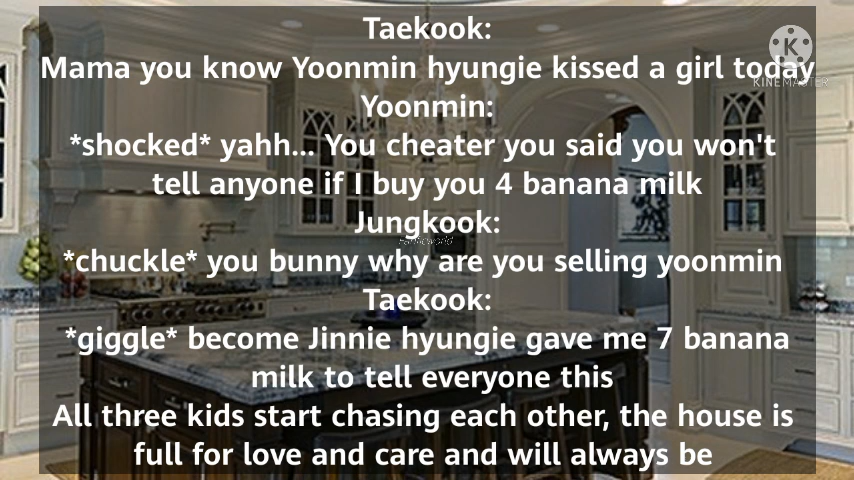 Taekook:
Mama you know Yoonmin hyungie kissed a girl today
K
KINEMASTER
Yoonmin:
*shocked* yahh... You cheater you said you won't
tell anyone if I buy you 4 banana milk
Jungkook:
*chuckle* you bunny why are you selling yoonmin
Taekook:
*giggle* become Jinnie hyungie gave me 7 banana
milk to tell everyone this
All three kids start chasing each other, the house is
full for love and care and will always be